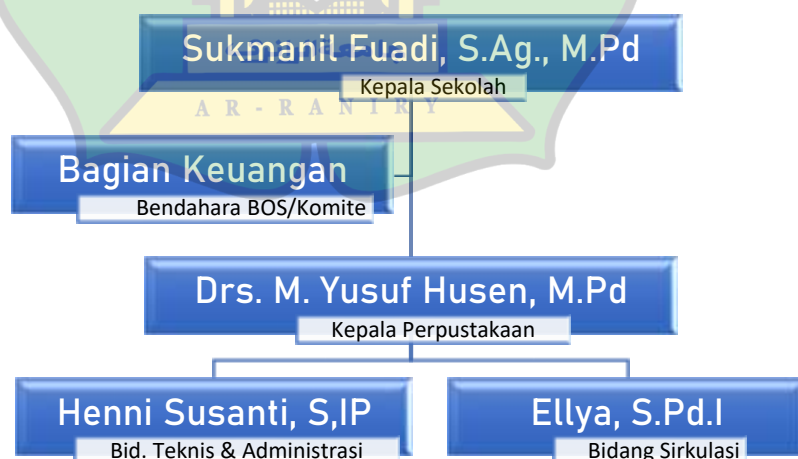 Sukmanil Fuadi, S.Ag., M.Pd
Kepala Sekolah
A R - R A N I R Y
Bagian Keuangan
Bendahara BOS/Komite
Drs. M. Yusuf Husen, M.Pd
Kepala Perpustakaan
Henni Susanti, S,IP
Bid. Teknis & Administrasi
Ellya, S.Pd.I
Bidang Sirkulasi